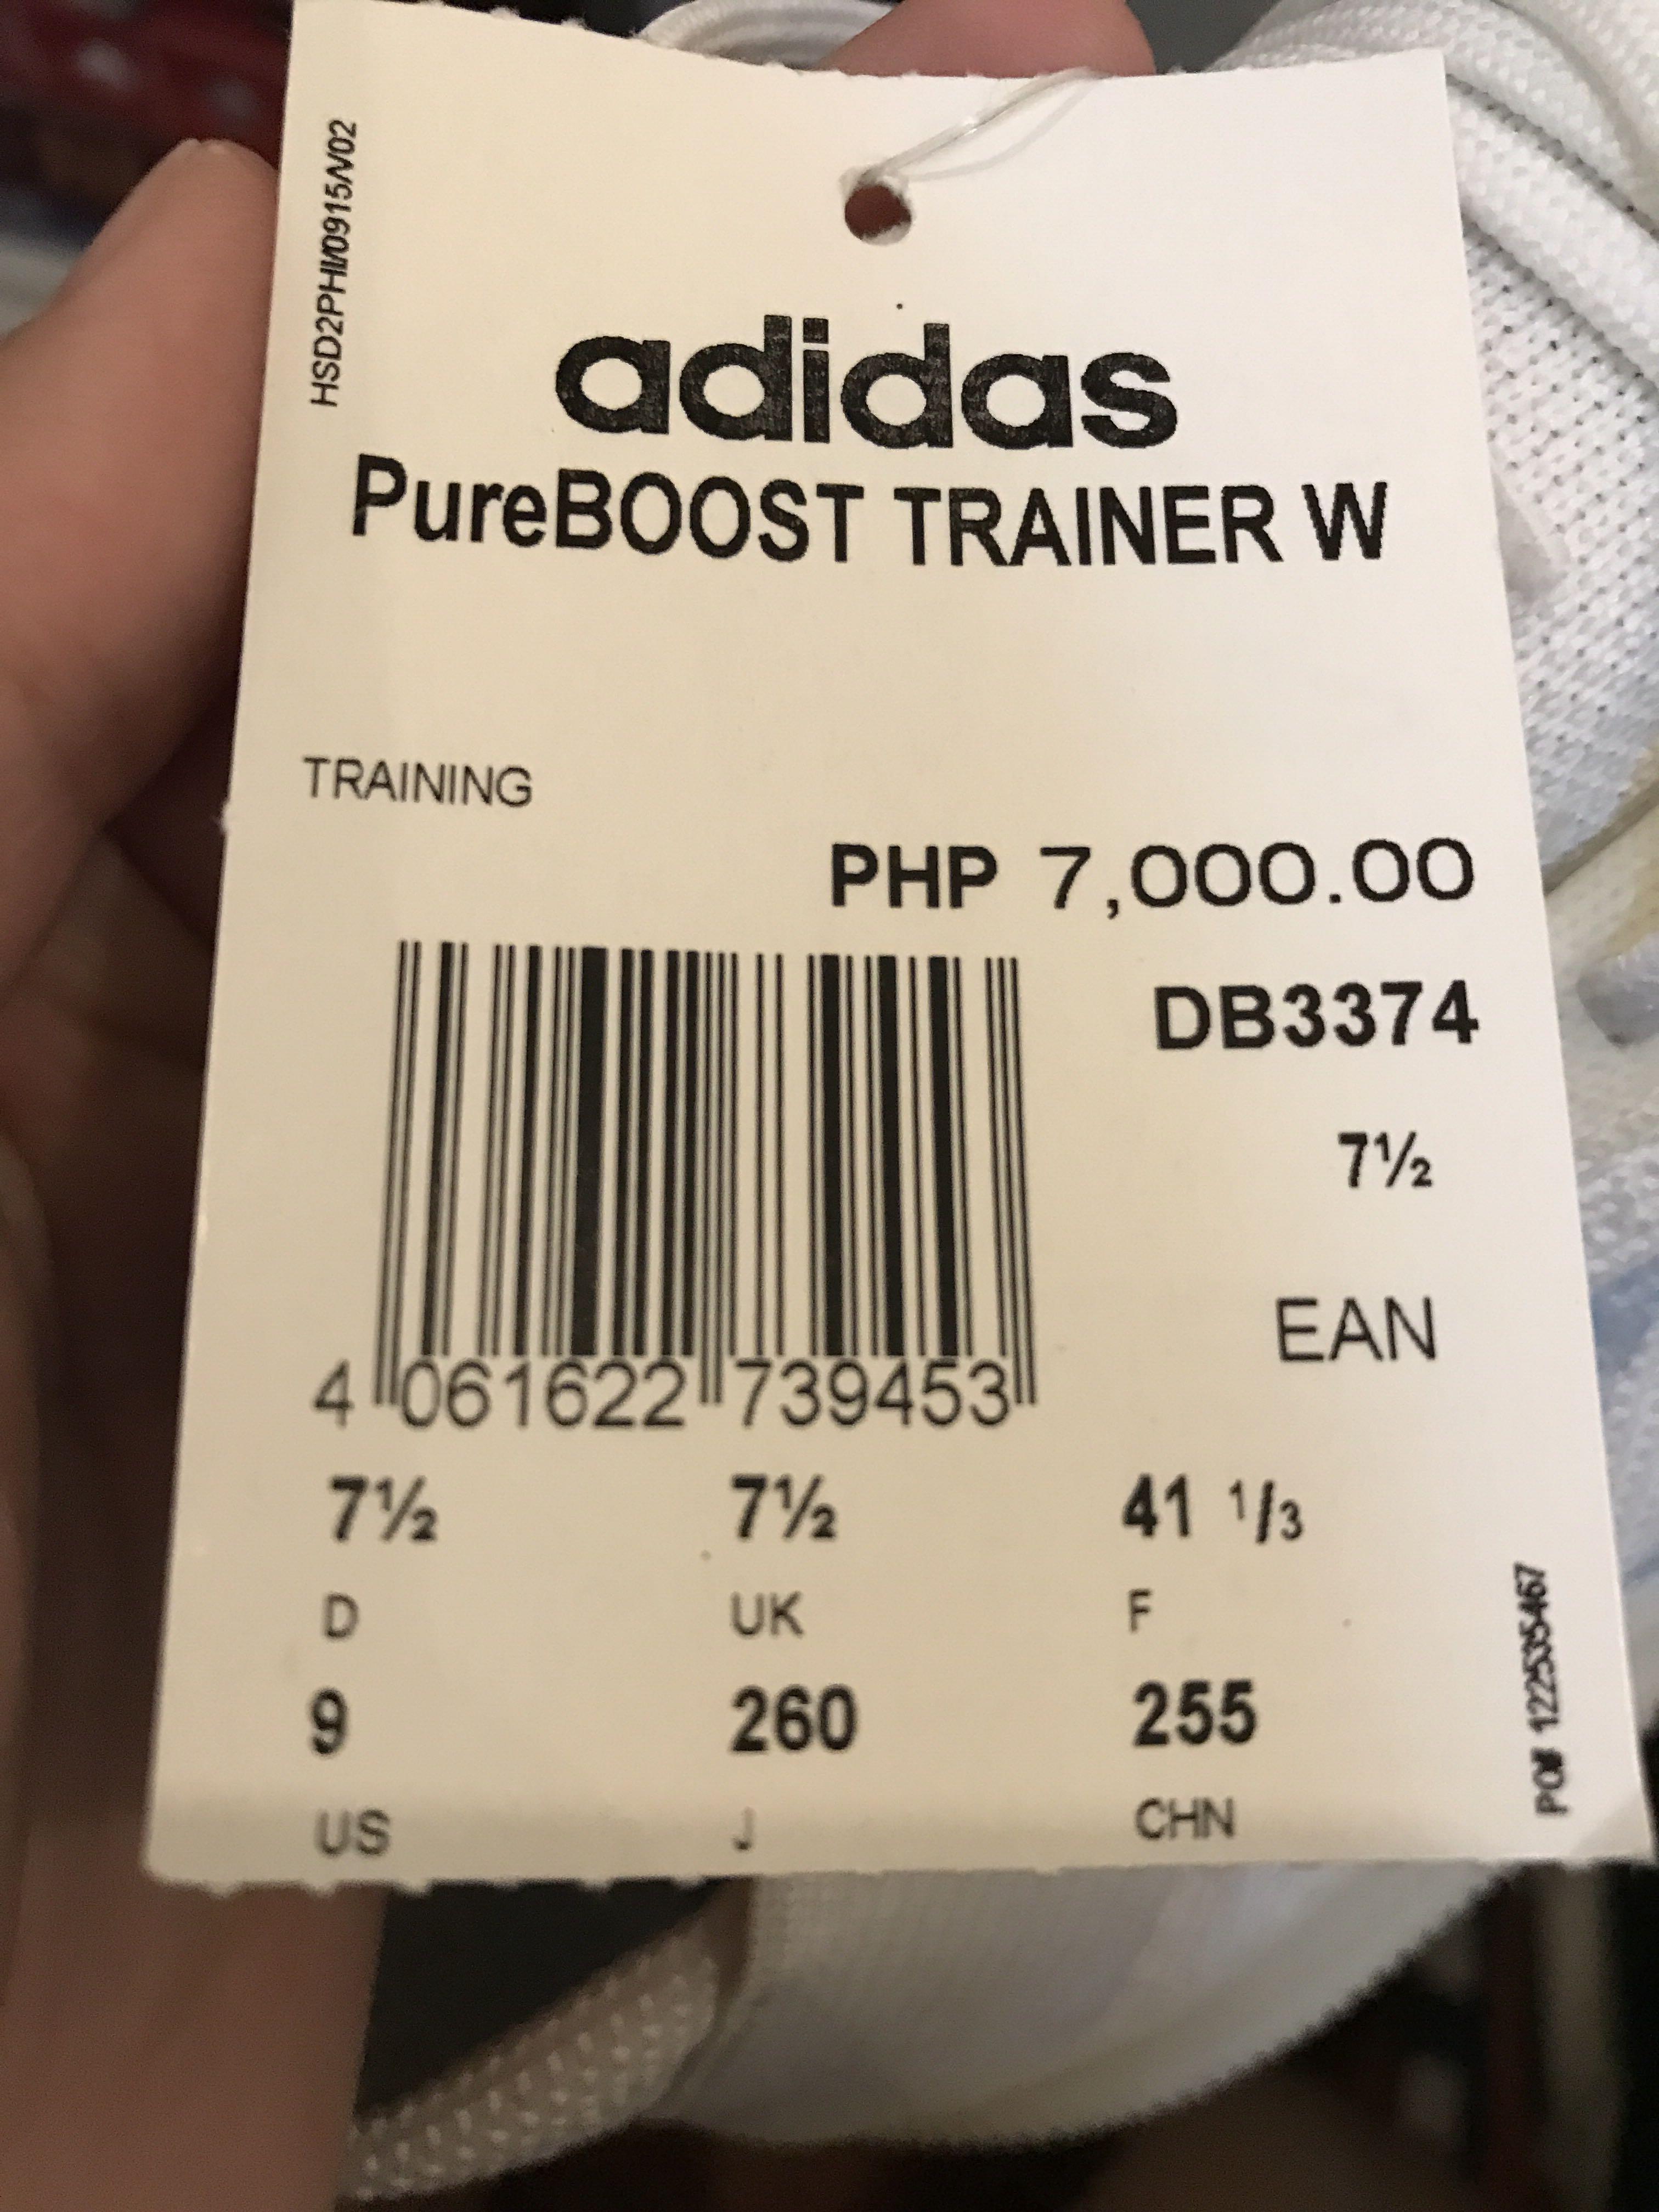 HSD2PHI/0915/V02
adidas
PureBOOST TRAINER W
TRAINING
PHP 7,000.00
DB3374
7½
EAN
4 061622 739453
7½ 7½ 41 1/3
D UK F
9 260 255
US J CHN
PO# 122535467